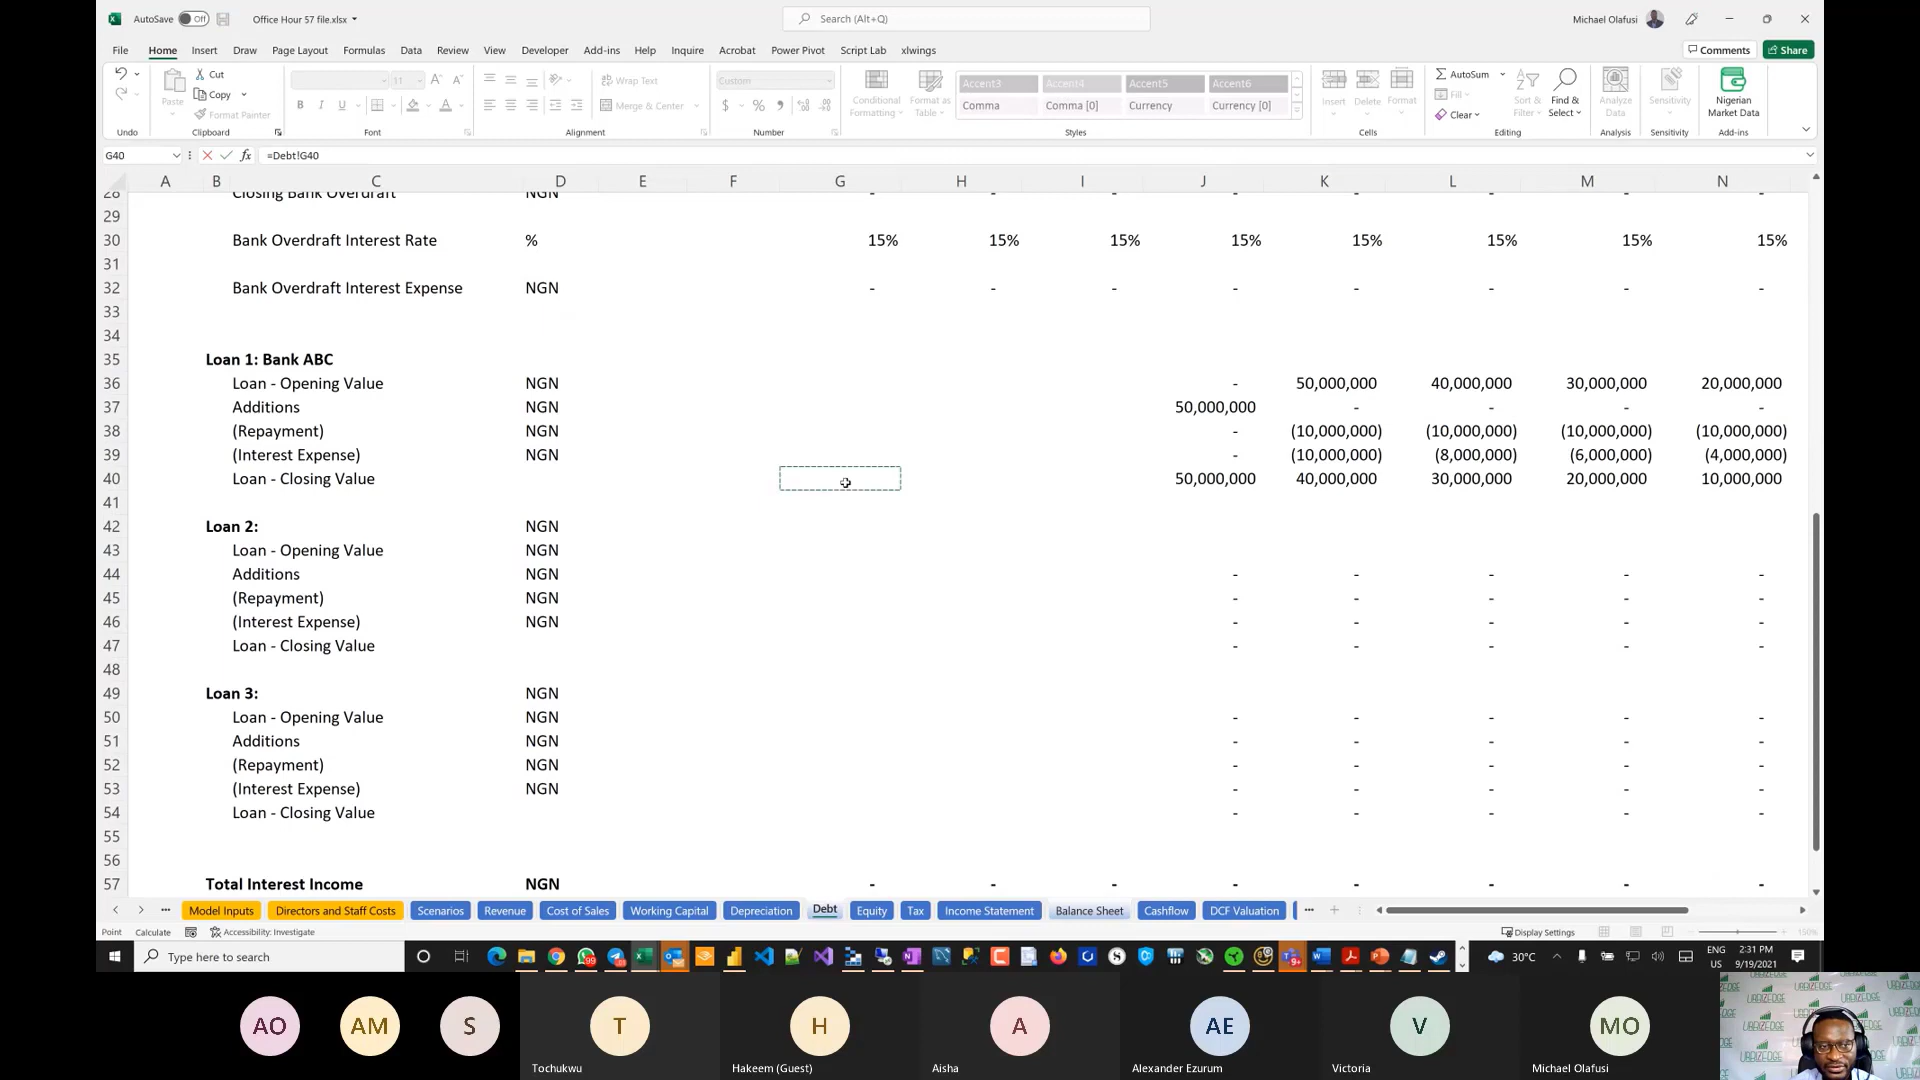 AutoSave Off Office Hour 57 file.xlsx Search (Alt+Q) Michael Olafusi
File Home Insert Draw Page Layout Formulas Data Review View Developer Add-ins Help Inquire Acrobat Power Pivot Script Lab xlwings Comments Share
Cut
Copy
Format Painter
Paste
11
Wrap Text
Merge & Center
Custom
Conditional Formatting
Format as Table
Accent3 Accent4 Accent5 Accent6
Comma Comma [0] Currency Currency [0]
Insert Delete Format
AutoSum
Fill
Clear
Sort & Filter
Find & Select
Analyze Data
Sensitivity
Nigerian Market Data
Undo Clipboard Font Alignment Number Styles Cells Editing Analysis Sensitivity Add-ins
G40 fx =Debt!G40
A B C D E F G H I J K L M N
28 Closing Bank Overdraft NGN - - - - - - - -
29
30 Bank Overdraft Interest Rate % 15% 15% 15% 15% 15% 15% 15% 15%
31
32 Bank Overdraft Interest Expense NGN - - - - - - - -
33
34
35 Loan 1: Bank ABC
36 Loan - Opening Value NGN - 50,000,000 40,000,000 30,000,000 20,000,000
37 Additions NGN 50,000,000 - - - -
38 (Repayment) NGN - (10,000,000) (10,000,000) (10,000,000) (10,000,000)
39 (Interest Expense) NGN - (10,000,000) (8,000,000) (6,000,000) (4,000,000)
40 Loan - Closing Value 50,000,000 40,000,000 30,000,000 20,000,000 10,000,000
41
42 Loan 2: NGN
43 Loan - Opening Value NGN
44 Additions NGN - - - - -
45 (Repayment) NGN - - - - -
46 (Interest Expense) NGN - - - - -
47 Loan - Closing Value - - - - -
48
49 Loan 3: NGN
50 Loan - Opening Value NGN - - - - -
51 Additions NGN - - - - -
52 (Repayment) NGN - - - - -
53 (Interest Expense) NGN - - - - -
54 Loan - Closing Value - - - - -
55
56
57 Total Interest Income NGN - - - - - - - -
Model Inputs Directors and Staff Costs Scenarios Revenue Cost of Sales Working Capital Depreciation Debt Equity Tax Income Statement Balance Sheet Cashflow DCF Valuation
Point Calculate Accessibility: Investigate Display Settings 150%
Type here to search 30°C ENG US 2:31 PM 9/19/2021
AO AM S T H A AE V MO
Tochukwu Hakeem (Guest) Aisha Alexander Ezurum Victoria Michael Olafusi
URBIZEDGE